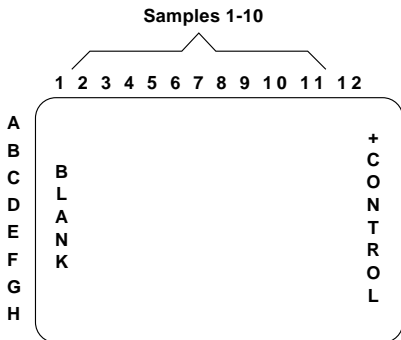 Samples 1-10
1 2 3 4 5 6 7 8 9 10 11 12
A
B
C
D
E
F
G
H
BLANK
+CONTROL